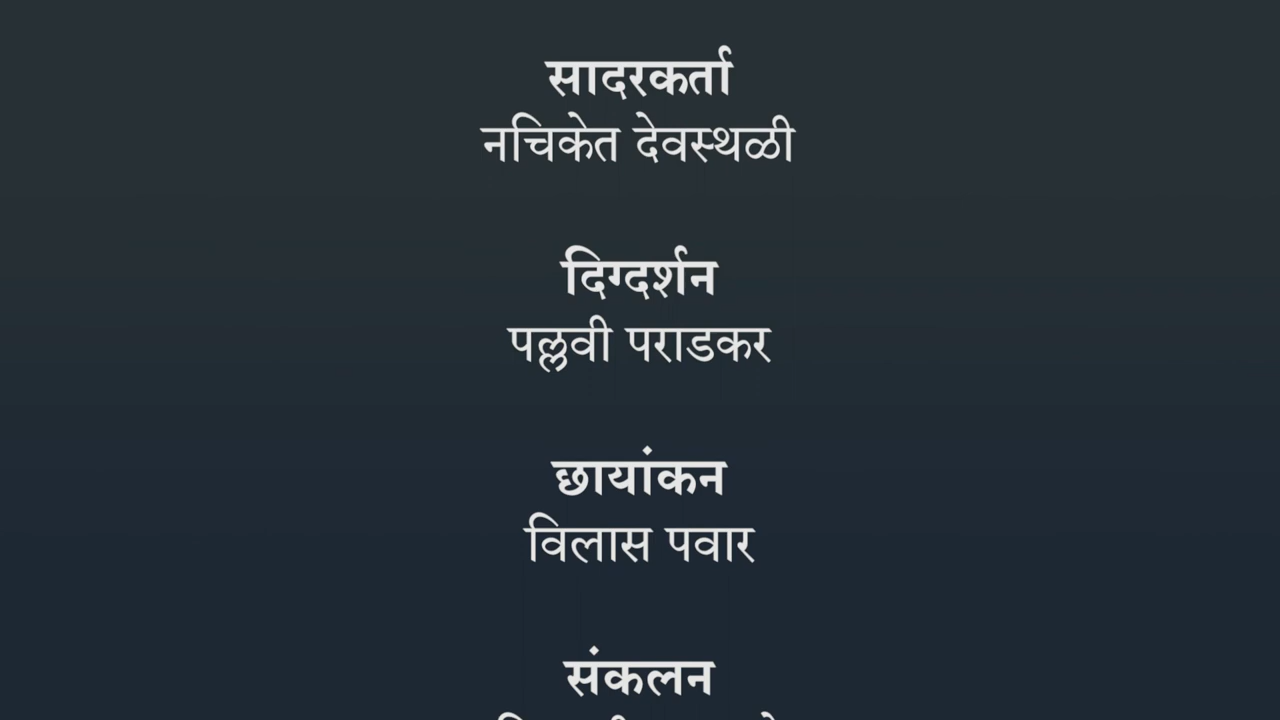 सादरकर्ता
नचिकेत देवस्थळी
दिग्दर्शन
पल्लवी पराडकर
छायांकन
विलास पवार
संकलन